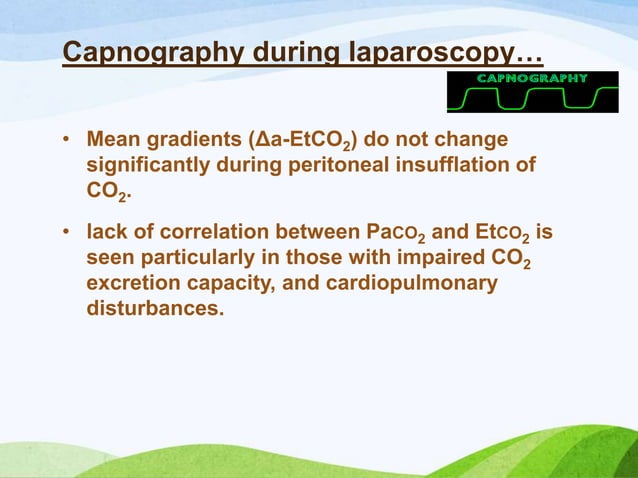 Capnography during laparoscopy…
CAPNOGRAPHY
• Mean gradients (Δa-EtCO₂) do not change
significantly during peritoneal insufflation of
CO₂.
• lack of correlation between PaCO₂ and EtCO₂ is
seen particularly in those with impaired CO₂
excretion capacity, and cardiopulmonary
disturbances.